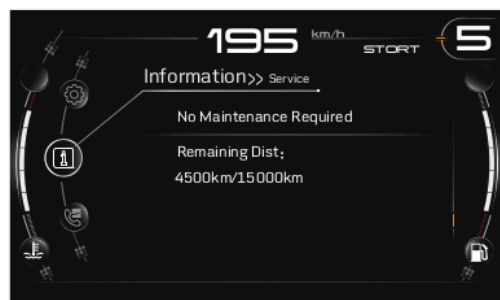 195 km/h
STORT
5
Information>> Service
No Maintenance Required
Remaining Dist:
4500km/15000km